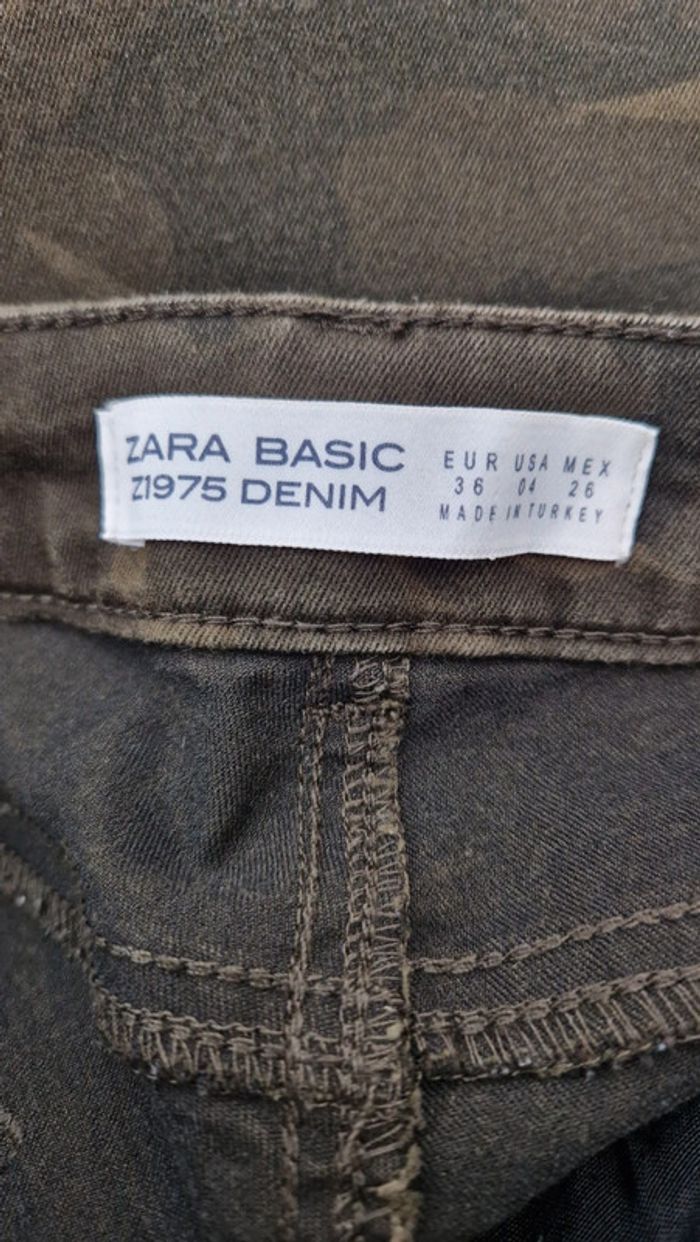 ZARA BASIC
Z1975 DENIM
EUR USA MEX
36 04 26
MADE IN TURKEY